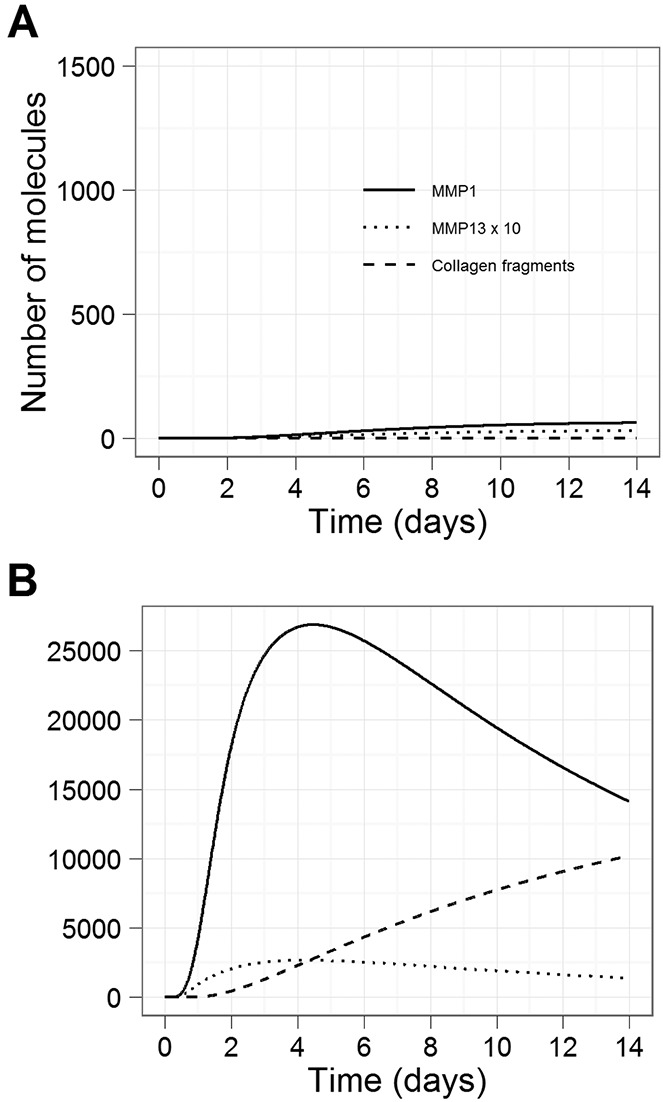 A
Number of molecules
1500
1000
500
0
MMP1
MMP13 x 10
Collagen fragments
0 2 4 6 8 10 12 14
Time (days)
B
25000
20000
15000
10000
5000
0
0 2 4 6 8 10 12 14
Time (days)